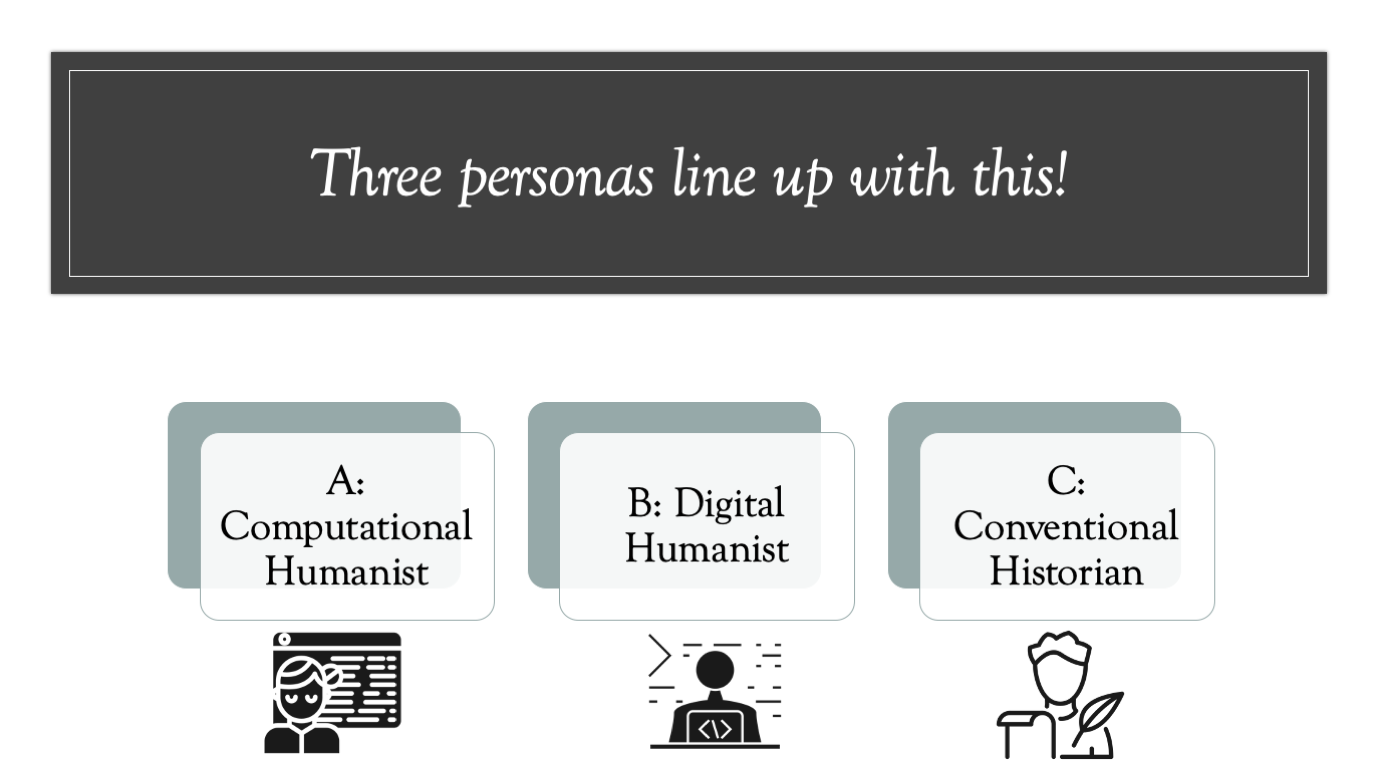 Three personas line up with this!
A:
Computational
Humanist
B: Digital
Humanist
C:
Conventional
Historian
<\>